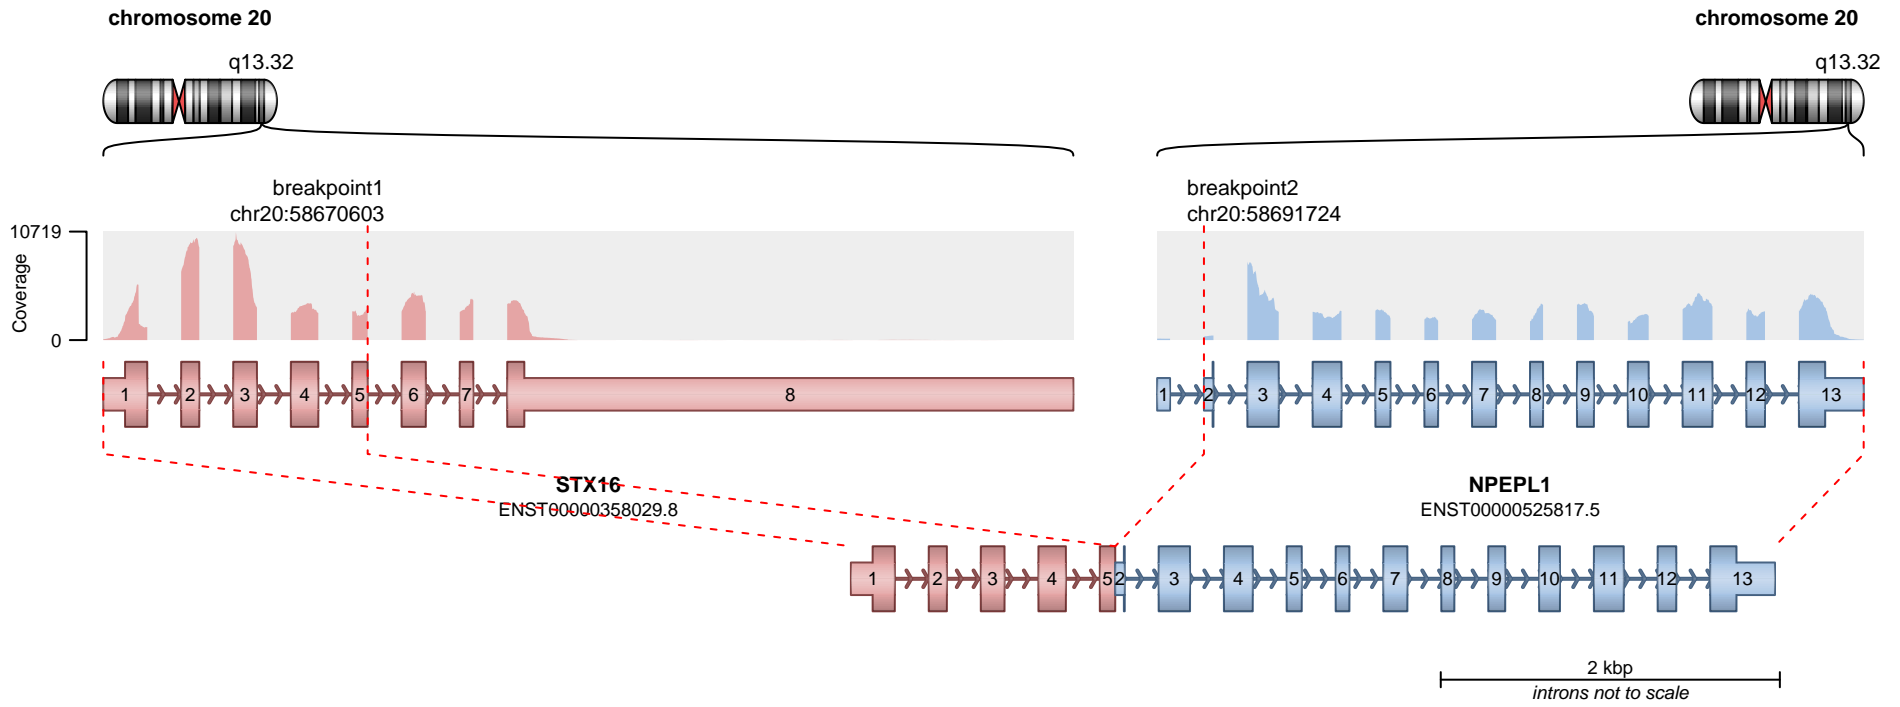 chromosome 20
chromosome 20
q13.32
q13.32
breakpoint1
chr20:58670603
breakpoint2
chr20:58691724
10719
Coverage
0
1 2 3 4 5 6 7 8
1 2 3 4 5 6 7 8 9 10 11 12 13
STX16
ENST00000358029.8
NPEPL1
ENST00000525817.5
1 2 3 4 5 2 3 4 5 6 7 8 9 10 11 12 13
2 kbp
introns not to scale